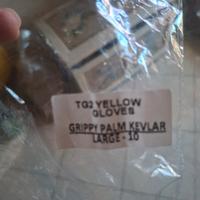 TG2 YELLOW
GLOVES
GRIPPY PALM KEVLAR
LARGE - 10